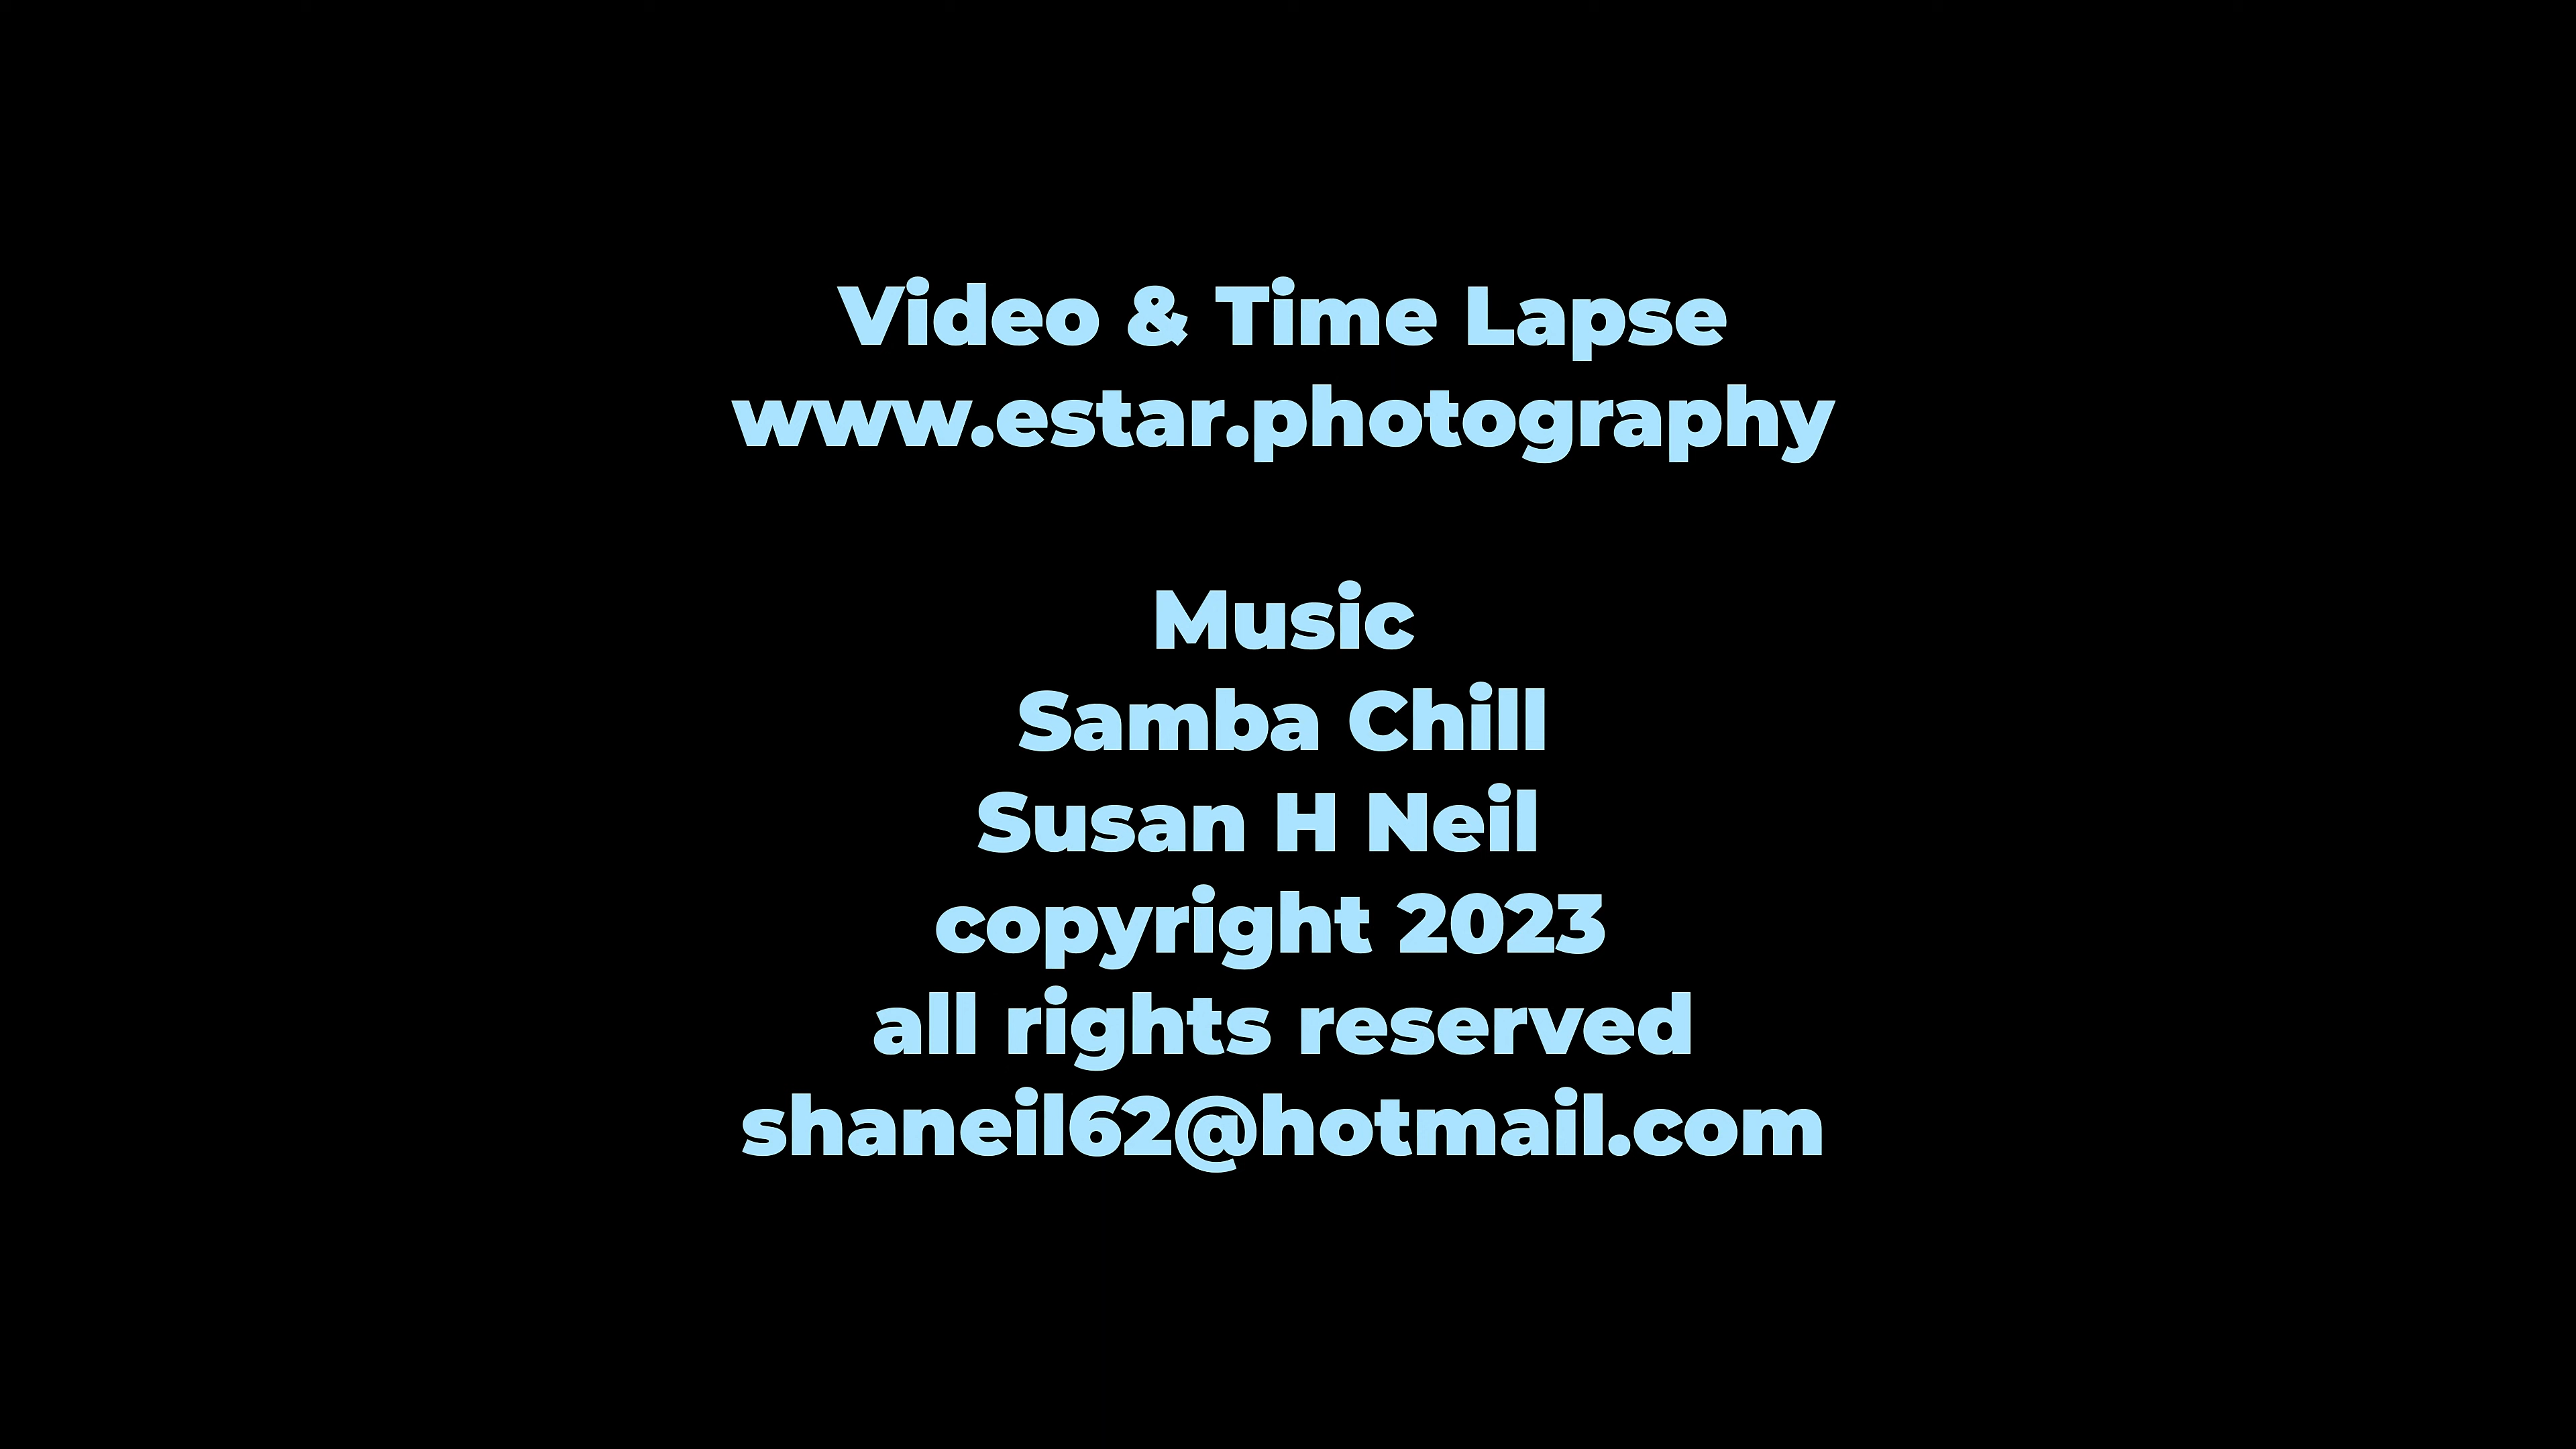 Video & Time Lapse
www.estar.photography
Music
Samba Chill
Susan H Neil
copyright 2023
all rights reserved
shaneil62@hotmail.com